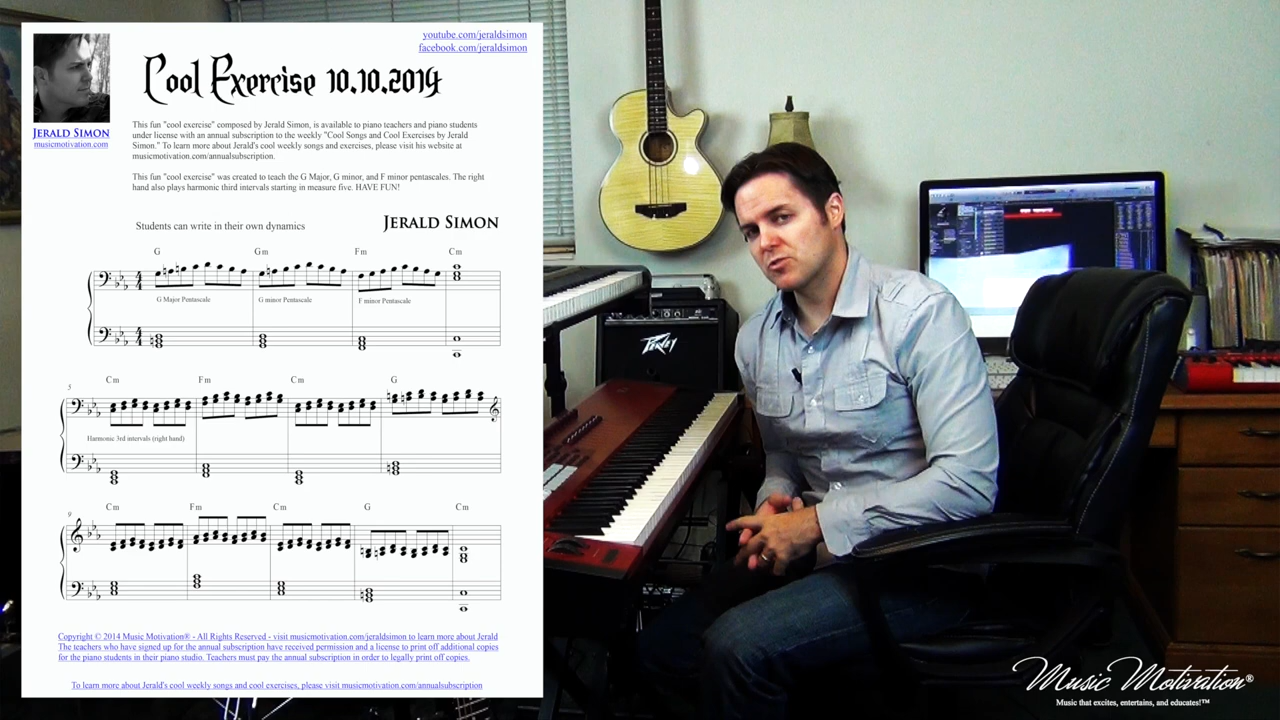 youtube.com/jeraldsimon
facebook.com/jeraldsimon
Cool Exercise 10.10.2014
JERALD SIMON
musicmotivation.com
This fun "cool exercise" composed by Jerald Simon, is available to piano teachers and piano students
under license with an annual subscription to the weekly "Cool Songs and Cool Exercises by Jerald
Simon." To learn more about Jerald's cool weekly songs and exercises, please visit his website at
musicmotivation.com/annualsubscription.
This fun "cool exercise" was created to teach the G Major, G minor, and F minor pentascales. The right
hand also plays harmonic third intervals starting in measure five. HAVE FUN!
Students can write in their own dynamics
JERALD SIMON
G Gm Fm Cm
G Major Pentascale G minor Pentascale F minor Pentascale
5
Cm Fm Cm G
Harmonic 3rd intervals (right hand)
9
Cm Fm Cm G Cm
Copyright © 2014 Music Motivation® - All Rights Reserved - visit musicmotivation.com/jeraldsimon to learn more about Jerald
The teachers who have signed up for the annual subscription have received permission and a license to print off additional copies
for the piano students in their piano studio. Teachers must pay the annual subscription in order to legally print off copies.
To learn more about Jerald's cool weekly songs and cool exercises, please visit musicmotivation.com/annualsubscription
PEAVEY
Music Motivation®
Music that excites, entertains, and educates!™